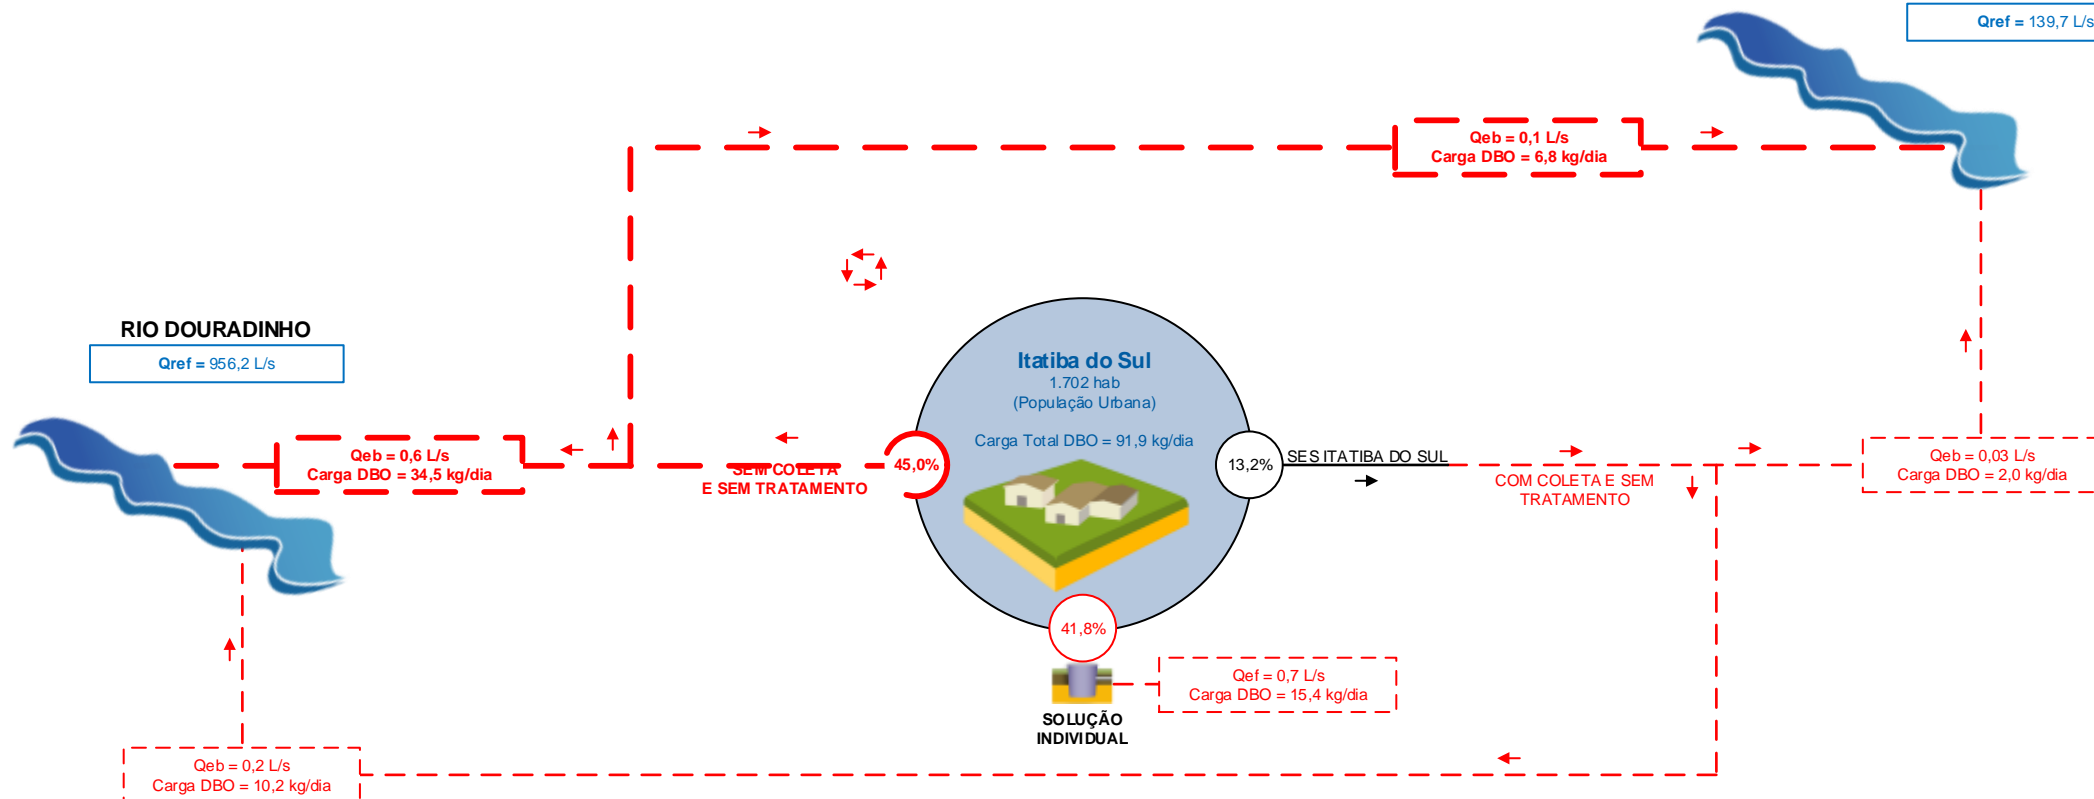 Qref = 139,7 L/s
Qeb = 0,1 L/s
Carga DBO = 6,8 kg/dia
RIO DOURADINHO
Qref = 956,2 L/s
Itatiba do Sul
1.702 hab
(População Urbana)
Carga Total DBO = 91,9 kg/dia
Qeb = 0,6 L/s
Carga DBO = 34,5 kg/dia
SEM COLETA
E SEM TRATAMENTO
45,0%
13,2%
SES ITATIBA DO SUL
COM COLETA E SEM
TRATAMENTO
Qeb = 0,03 L/s
Carga DBO = 2,0 kg/dia
41,8%
Qef = 0,7 L/s
Carga DBO = 15,4 kg/dia
SOLUÇÃO
INDIVIDUAL
Qeb = 0,2 L/s
Carga DBO = 10,2 kg/dia